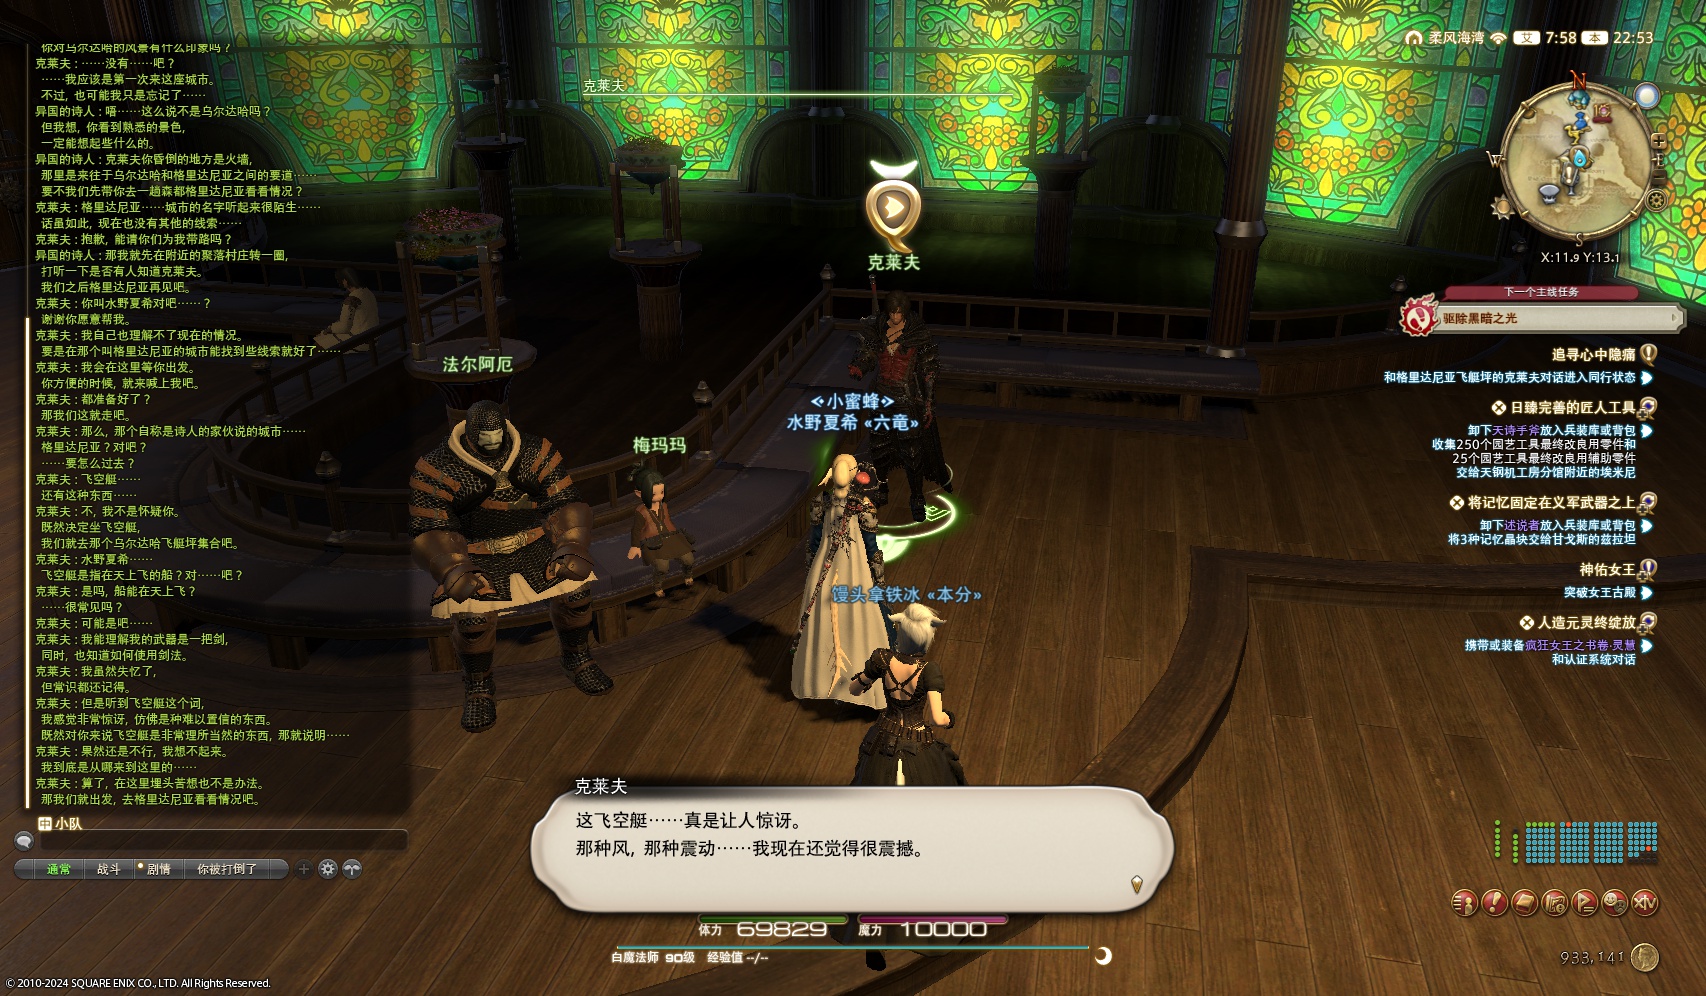 你对乌尔达哈的风景有什么印象吗？
克莱夫：……没有……吧？
……我应该是第一次来这座城市。
不过，也可能我只是忘记了……
异国的诗人：唔……这么说不是乌尔达哈吗？
但我想，你看到熟悉的景色，
一定能想起些什么的。
异国的诗人：克莱夫你昏倒的地方是火墙，
那里是来往于乌尔达哈和格里达尼亚之间的要道……
要不我们先带你去一趟森都格里达尼亚看看情况？
克莱夫：格里达尼亚……城市的名字听起来很陌生……
话虽如此，现在也没有其他的线索……
克莱夫：抱歉，能请你们为我带路吗？
异国的诗人：那我就先在附近的聚落村庄转一圈，
打听一下是否有人知道克莱夫。
我们之后格里达尼亚再见吧。
克莱夫：你叫水野夏希对吧……？
谢谢你愿意帮我。
克莱夫：我自己也理解不了现在的情况。
要是在那个叫格里达尼亚的城市能找到些线索就好了……
克莱夫：我会在这里等你出发。
你方便的时候，就来喊上我吧。
克莱夫：都准备好了？
那我们这就走吧。
克莱夫：那么，那个自称是诗人的家伙说的城市……
格里达尼亚？对吧？
……要怎么过去？
克莱夫：飞空艇……
还有这种东西……
克莱夫：不，我不是怀疑你。
既然决定坐飞空艇，
我们就去那个乌尔达哈飞艇坪集合吧。
克莱夫：水野夏希……
飞空艇是指在天上飞的船？对……吧？
克莱夫：是吗，船能在天上飞？
……很常见吗？
克莱夫：可能是吧……
克莱夫：我能理解我的武器是一把剑，
同时，也知道如何使用剑法。
克莱夫：我虽然失忆了，
但常识都还记得。
克莱夫：但是听到飞空艇这个词，
我感觉非常惊讶，仿佛是种难以置信的东西。
既然对你来说飞空艇是非常理所当然的东西，那就说明……
克莱夫：果然还是不行，我想不起来。
我到底是从哪来到这里的……
克莱夫：算了，在这里埋头苦想也不是办法。
那我们就出发，去格里达尼亚看看情况吧。
小队
通常 战斗 剧情 你被打倒了
© 2010-2024 SQUARE ENIX CO., LTD. All Rights Reserved.
克莱夫
克莱夫
法尔阿厄
梅玛玛
小蜜蜂
水野夏希 «六竜»
馒头拿铁冰 «本分»
克莱夫
这飞空艇……真是让人惊讶。
那种风，那种震动……我现在还觉得很震撼。
体力 69829 魔力 10000
白魔法师 90级 经验值 --/--
柔风海湾 艾 7:58 本 22:53
N
W
E
S
X:11.9 Y:13.1
下一个主线任务
驱除黑暗之光
追寻心中隐痛
和格里达尼亚飞艇坪的克莱夫对话进入同行状态
日臻完善的匠人工具
卸下天诗手斧放入兵装库或背包
收集250个园艺工具最终改良用零件和
25个园艺工具最终改良用辅助零件
交给天钢机工房分馆附近的埃米尼
将记忆固定在义军武器之上
卸下述说者放入兵装库或背包
将3种记忆晶块交给甘戈斯的兹拉坦
神佑女王
突破女王古殿
人造元灵终绽放
携带或装备疯狂女王之书卷·灵慧
和认证系统对话
XIV
933,141